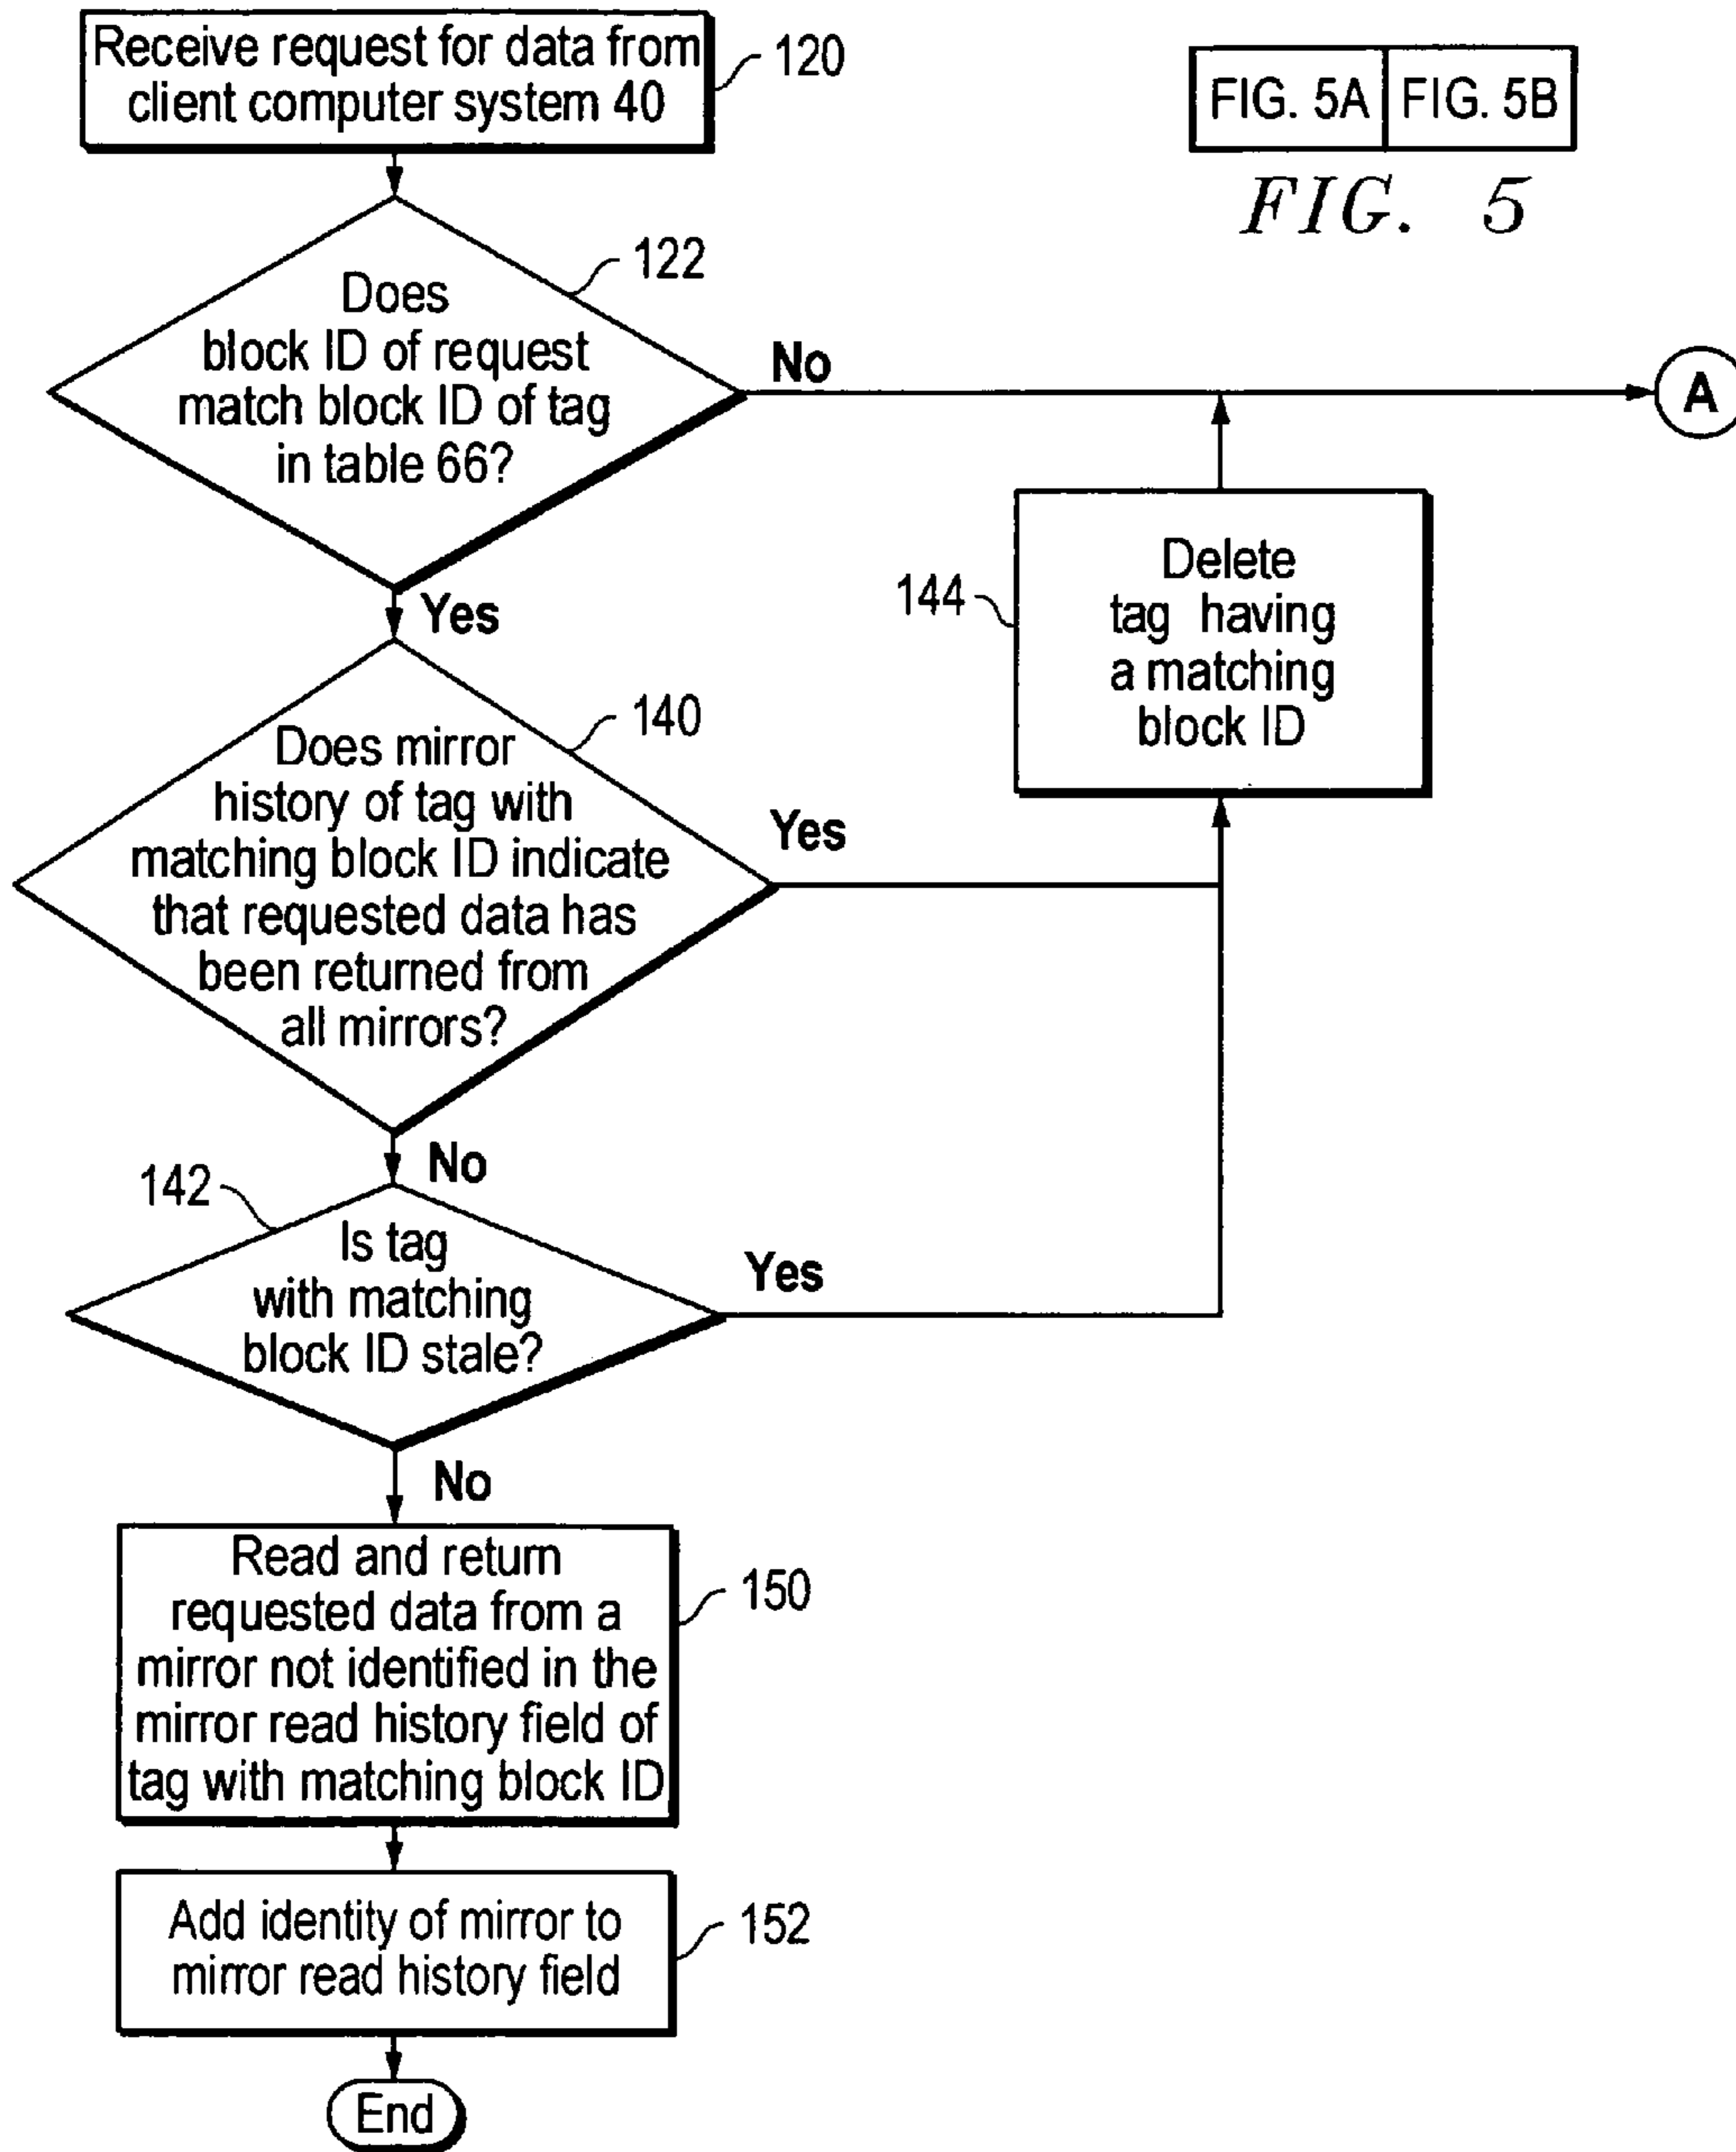 Receive request for data from
client computer system 40
120
FIG. 5A FIG. 5B
FIG. 5
122
Does
block ID of request
match block ID of tag
in table 66?
No
A
Yes
144
Delete
tag having
a matching
block ID
140
Does mirror
history of tag with
matching block ID indicate
that requested data has
been returned from
all mirrors?
Yes
No
142
Is tag
with matching
block ID stale?
Yes
No
Read and return
requested data from a
mirror not identified in the
mirror read history field of
tag with matching block ID
150
Add identity of mirror to
mirror read history field
152
End